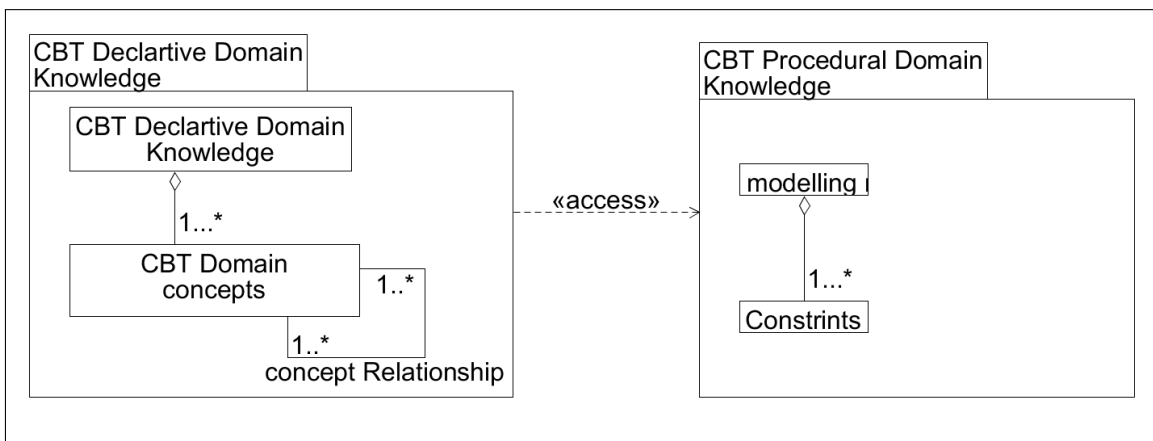 CBT Declartive Domain
Knowledge
CBT Declartive Domain
Knowledge
1...*
CBT Domain
concepts
1..*
1..*
concept Relationship
«access»
CBT Procedural Domain
Knowledge
modelling
1...*
Constrints